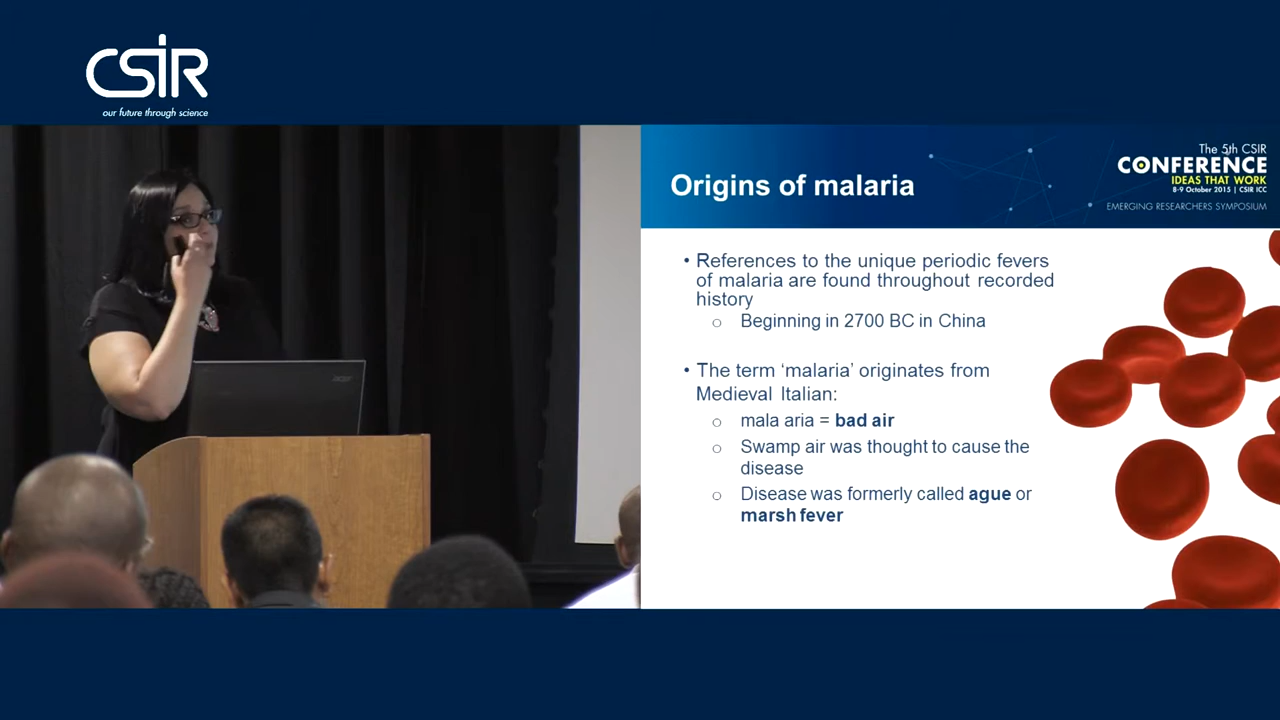 CSIR
our future through science
The 5th CSIR
CONFERENCE
IDEAS THAT WORK
8-9 October 2015 | CSIR ICC
EMERGING RESEARCHERS SYMPOSIUM
Origins of malaria
• References to the unique periodic fevers
of malaria are found throughout recorded
history
o Beginning in 2700 BC in China
• The term ‘malaria’ originates from
Medieval Italian:
o mala aria = bad air
o Swamp air was thought to cause the
disease
o Disease was formerly called ague or
marsh fever
acer